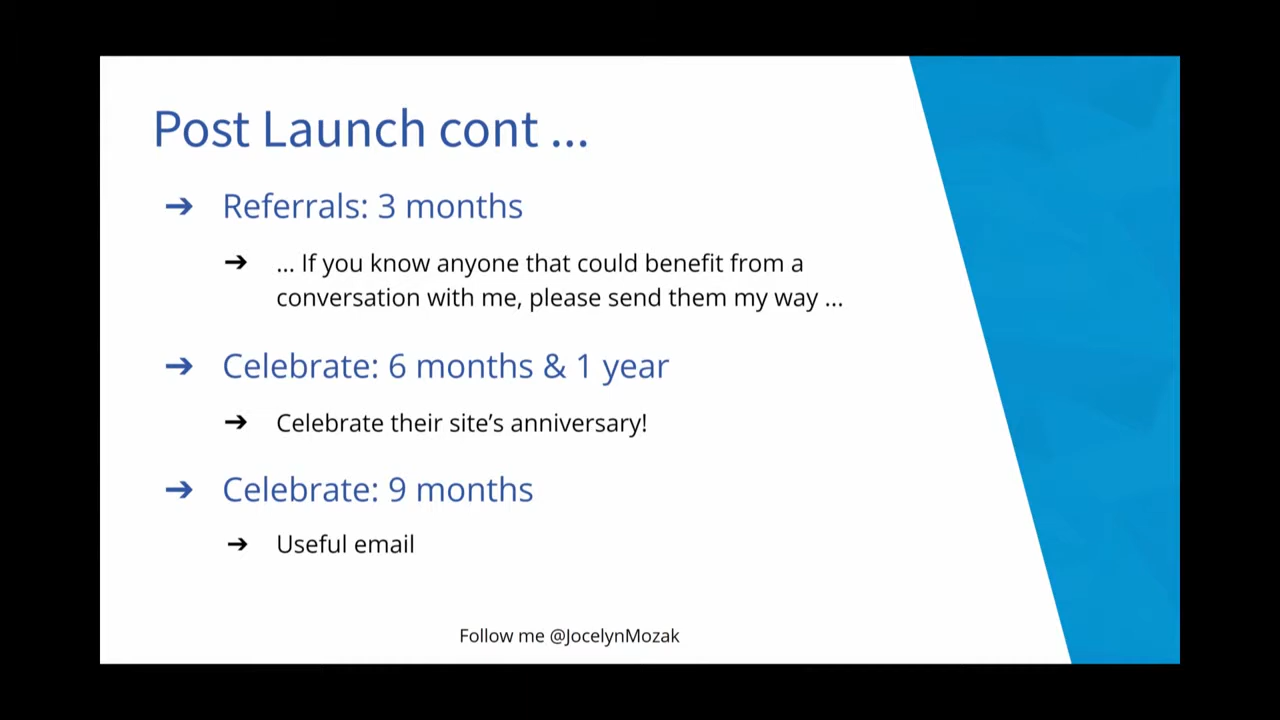 Post Launch cont ...
➔ Referrals: 3 months
➔ ... If you know anyone that could benefit from a
conversation with me, please send them my way ...
➔ Celebrate: 6 months & 1 year
➔ Celebrate their site’s anniversary!
➔ Celebrate: 9 months
➔ Useful email
Follow me @JocelynMozak